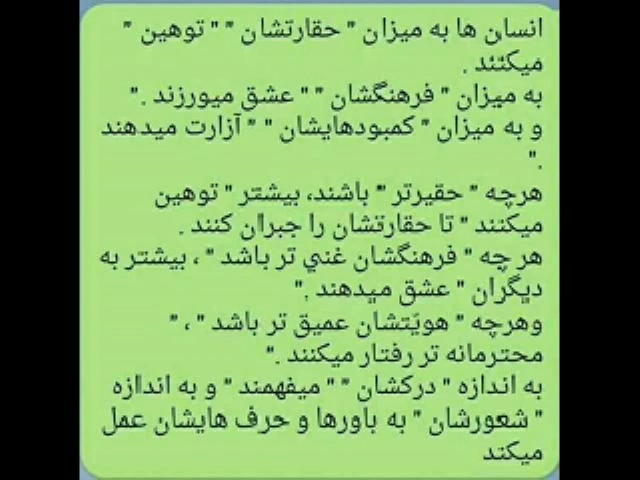 انسان ها به میزان " حقارتشان " " توهین "
میکنند .
به میزان " فرهنگشان " " عشق میورزند ."
و به میزان " کمبودهایشان " " آزارت میدهند
."
هرچه " حقیرتر " باشند، بیشتر " توهین
میکنند " تا حقارتشان را جبران کنند .
هر چه " فرهنگشان غني تر باشد " ، بیشتر به
دیگران " عشق میدهند ."
وهرچه " هویَتشان عمیق تر باشد " ، "
محترمانه تر رفتار میکنند ."
به اندازه " درکشان " " میفهمند " و به اندازه
" شعورشان " به باورها و حرف هایشان عمل
میکند